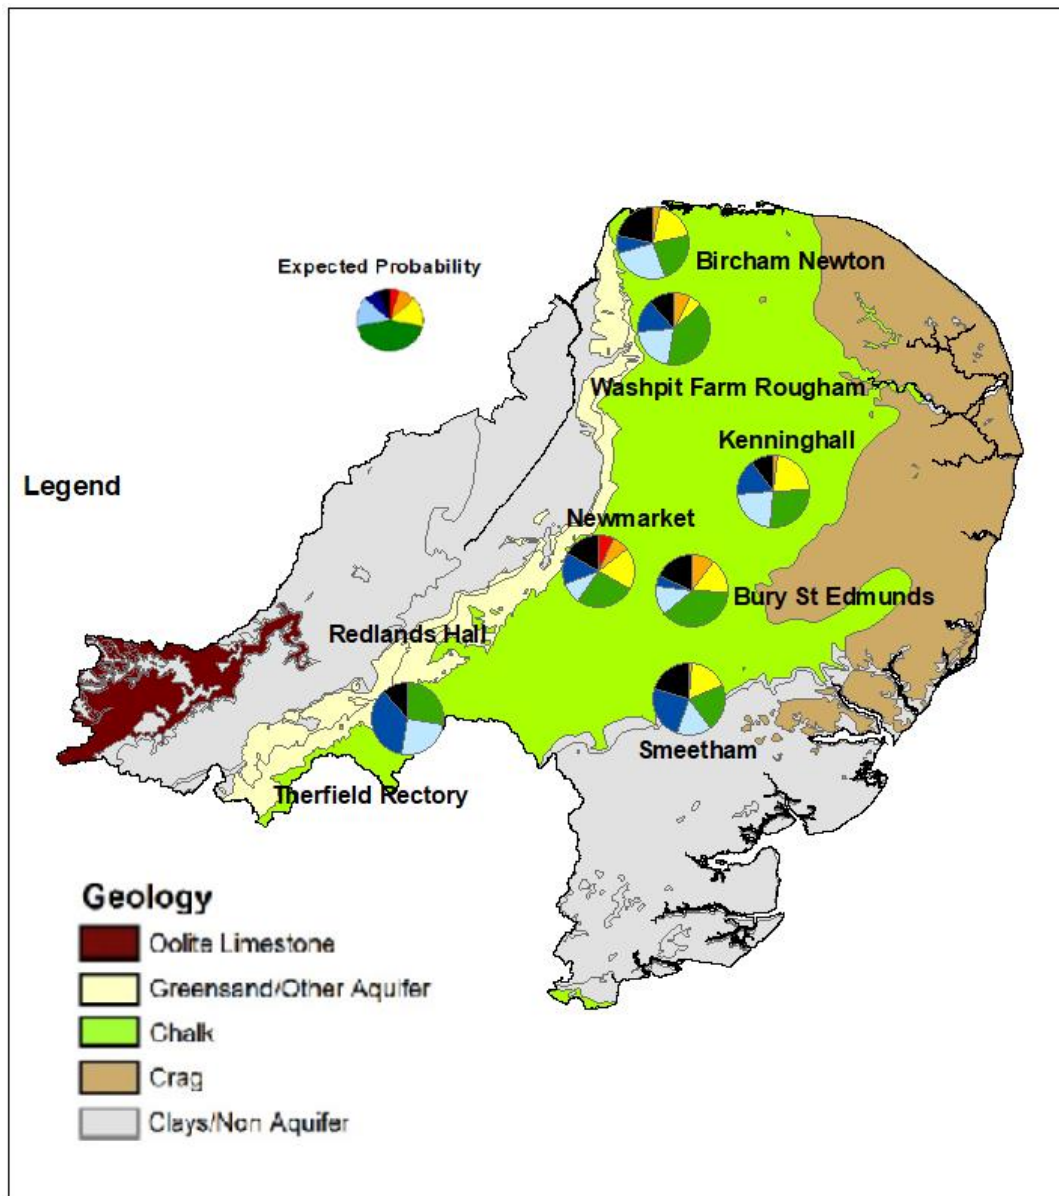 Expected Probability
Bircham Newton
Washpit Farm Rougham
Kenninghall
Legend
Newmarket
Bury St Edmunds
Redlands Hall
Smeetham
Therfield Rectory
Geology
Oolite Limestone
Greensand/Other Aquifer
Chalk
Crag
Clays/Non Aquifer